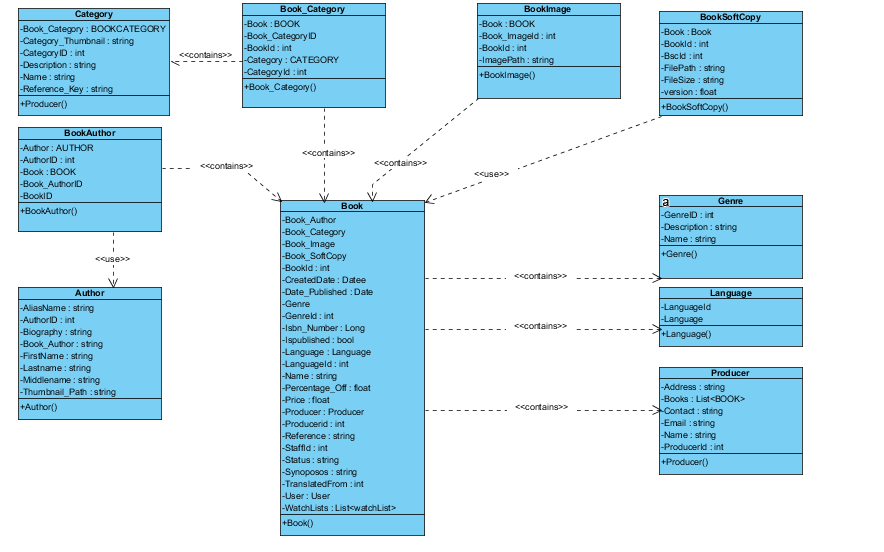 Category
-Book_Category : BOOKCATEGORY
-Category_Thumbnail : string
-CategoryID : int
-Description : string
-Name : string
-Reference_Key : string
+Producer()
<<contains>>
Book_Category
-Book : BOOK
-Book_CategoryID
-BookId : int
-Category : CATEGORY
-CategoryId : int
+Book_Category()
BookImage
-Book : BOOK
-Book_ImageId : int
-BookId : int
-ImagePath : string
+BookImage()
BookSoftCopy
-Book : Book
-BookId : int
-BscId : int
-FilePath : string
-FileSize : string
-version : float
+BookSoftCopy()
BookAuthor
-Author : AUTHOR
-AuthorID : int
-Book : BOOK
-Book_AuthorID
-BookID
+BookAuthor()
<<contains>>
<<contains>>
<<contains>>
<<use>>
<<use>>
Author
-AliasName : string
-AuthorID : int
-Biography : string
-Book_Author : string
-FirstName : string
-Lastname : string
-Middlename : string
-Thumbnail_Path : string
+Author()
Book
-Book_Author
-Book_Category
-Book_Image
-Book_SoftCopy
-BookId : int
-CreatedDate : Datee
-Date_Published : Date
-Genre
-GenreId : int
-Isbn_Number : Long
-Ispublished : bool
-Language : Language
-LanguageId : int
-Name : string
-Percentage_Off : float
-Price : float
-Producer : Producer
-Producerid : int
-Reference : string
-StaffId : int
-Status : string
-Synoposos : string
-TranslatedFrom : int
-User : User
-WatchLists : List<watchList>
+Book()
<<contains>>
<<contains>>
<<contains>>
a
Genre
-GenreID : int
-Description : string
-Name : string
+Genre()
Language
-LanguageId
-Language
+Language()
Producer
-Address : string
-Books : List<BOOK>
-Contact : string
-Email : string
-Name : string
-ProducerId : int
+Producer()